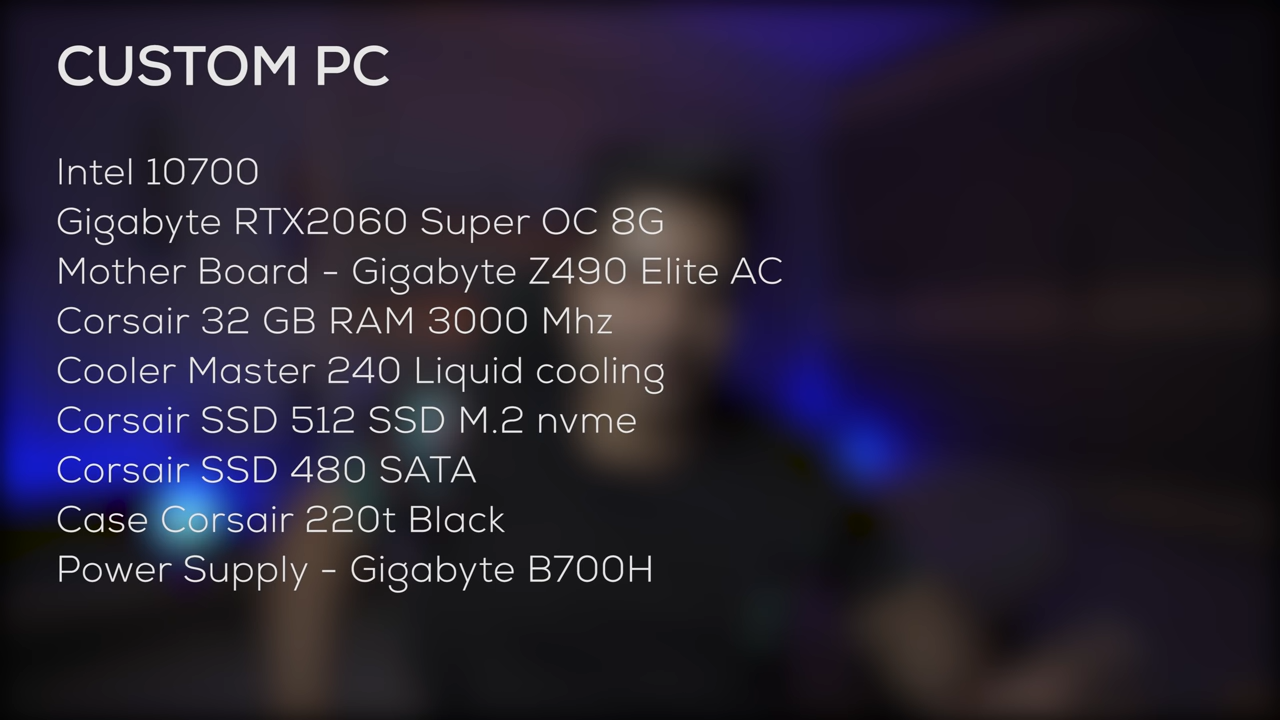 CUSTOM PC
Intel 10700
Gigabyte RTX2060 Super OC 8G
Mother Board - Gigabyte Z490 Elite AC
Corsair 32 GB RAM 3000 Mhz
Cooler Master 240 Liquid cooling
Corsair SSD 512 SSD M.2 nvme
Corsair SSD 480 SATA
Case Corsair 220t Black
Power Supply - Gigabyte B700H